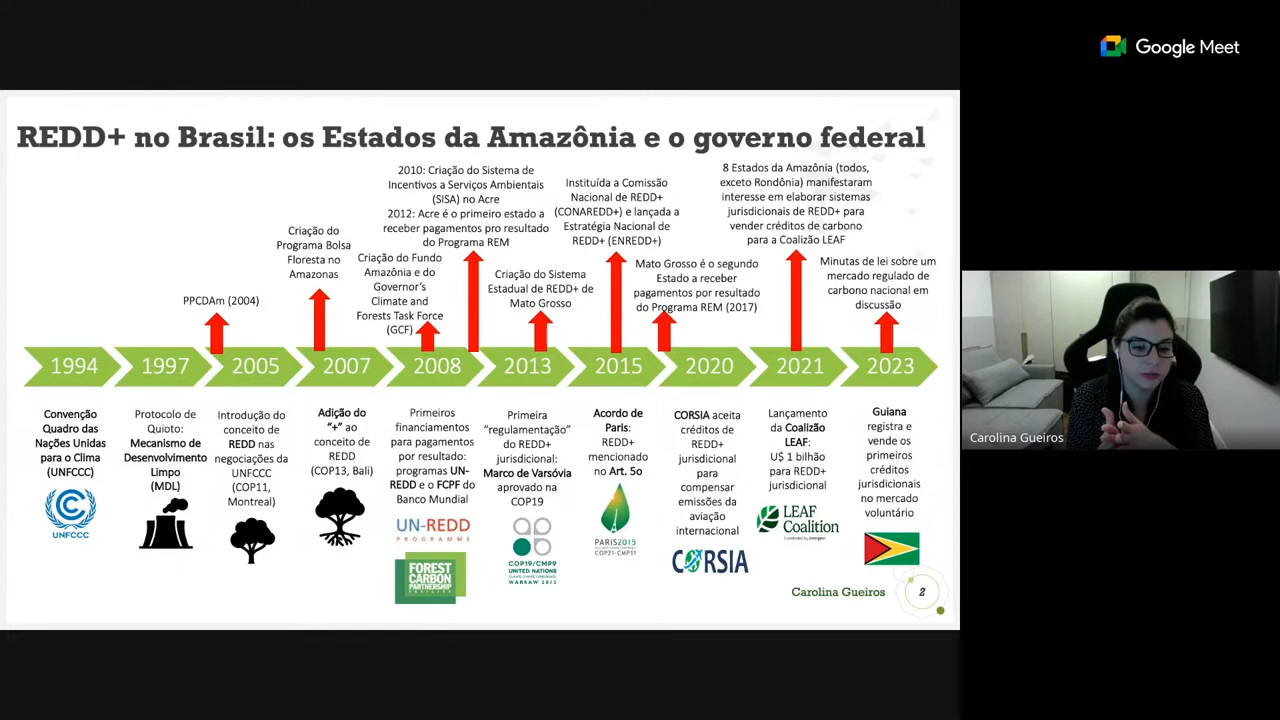 Google Meet
REDD+ no Brasil: os Estados da Amazônia e o governo federal
PPCDAm (2004)
Criação do
Programa Bolsa
Floresta no
Amazonas
2010: Criação do Sistema de
Incentivos a Serviços Ambientais
(SISA) no Acre
2012: Acre é o primeiro estado a
receber pagamentos pro resultado
do Programa REM
Criação do Fundo
Amazônia e do
Governor’s
Climate and
Forests Task Force
(GCF)
Criação do Sistema
Estadual de REDD+ de
Mato Grosso
Instituída a Comissão
Nacional de REDD+
(CONAREDD+) e lançada a
Estratégia Nacional de
REDD+ (ENREDD+)
Mato Grosso é o segundo
Estado a receber
pagamentos por resultado
do Programa REM (2017)
8 Estados da Amazônia (todos,
exceto Rondônia) manifestaram
interesse em elaborar sistemas
jurisdicionais de REDD+ para
vender créditos de carbono
para a Coalizão LEAF
Minutas de lei sobre um
mercado regulado de
carbono nacional em
discussão
1994
1997
2005
2007
2008
2013
2015
2020
2021
2023
Convenção
Quadro das
Nações Unidas
para o Clima
(UNFCCC)
UNFCCC
Protocolo de
Quioto:
Mecanismo de
Desenvolvimento
Limpo
(MDL)
Introdução do
conceito de
REDD nas
negociações da
UNFCCC
(COP11,
Montreal)
Adição do
“+” ao
conceito de
REDD
(COP13, Bali)
Primeiros
financiamentos
para pagamentos
por resultado:
programas UN-
REDD e o FCPF do
Banco Mundial
UN-REDD
PROGRAMME
FOREST
CARBON
PARTNERSHIP
FACILITY
Primeira
“regulamentação”
do REDD+
jurisdicional:
Marco de Varsóvia
aprovado na
COP19
COP19/CMP9
UNITED NATIONS
CLIMATE CHANGE CONFERENCE
WARSAW 2013
Acordo de
Paris:
REDD+
mencionado
no Art. 5o
PARIS2015
COP21·CMP11
CORSIA aceita
créditos de
REDD+
jurisdicional
para
compensar
emissões da
aviação
internacional
CORSIA
Lançamento
da Coalizão
LEAF:
U$ 1 bilhão
para REDD+
jurisdicional
LEAF
Coalition
Guiana
registra e
vende os
primeiros
créditos
jurisdicionais
no mercado
voluntário
Carolina Gueiros
2
Carolina Gueiros